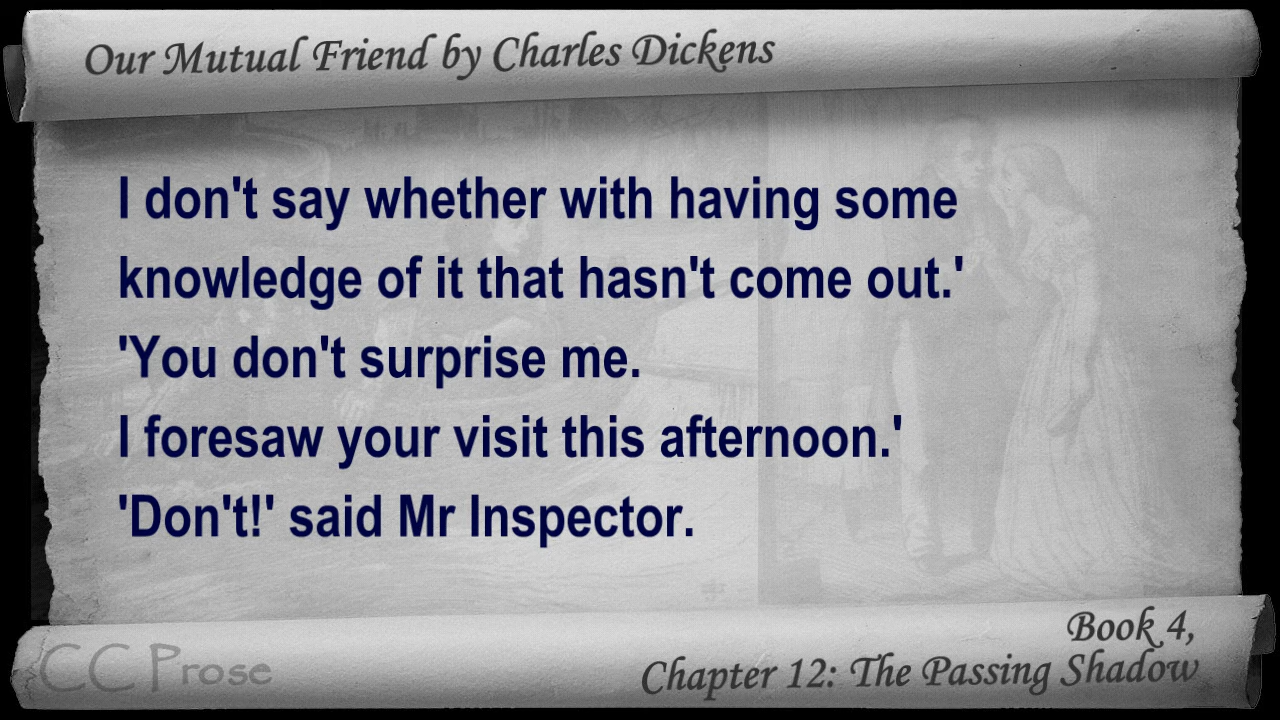 Our Mutual Friend by Charles Dickens
I don't say whether with having some
knowledge of it that hasn't come out.'
'You don't surprise me.
I foresaw your visit this afternoon.'
'Don't!' said Mr Inspector.
Book 4,
Chapter 12: The Passing Shadow
CC Prose